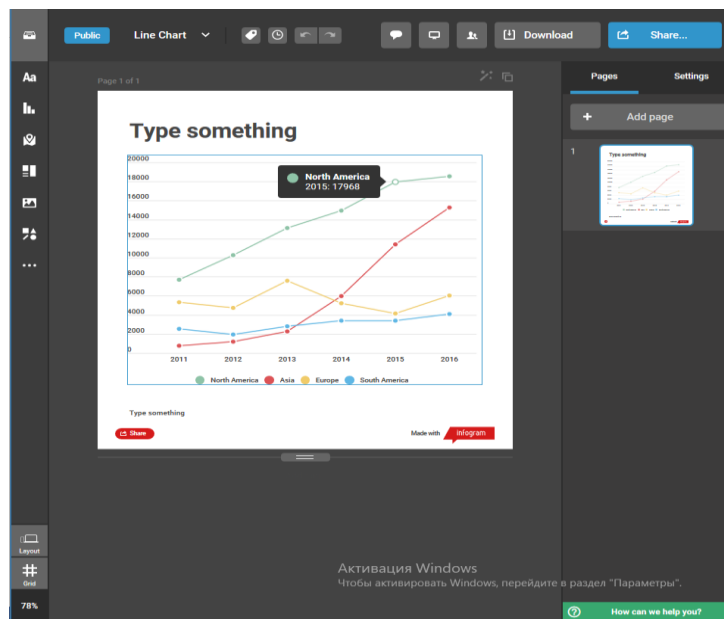 Public
Line Chart
Download
Share...
Aa
Page 1 of 1
Pages
Settings
Add page
1
Type something
Type something
20000
18000
16000
14000
12000
10000
8000
6000
4000
2000
0
North America
2015: 17968
2011 2012 2013 2014 2015 2016
North America Asia Europe South America
Type something
Share
Made with infogram
Layout
Grid
78%
Активация Windows
Чтобы активировать Windows, перейдите в раздел "Параметры".
How can we help you?